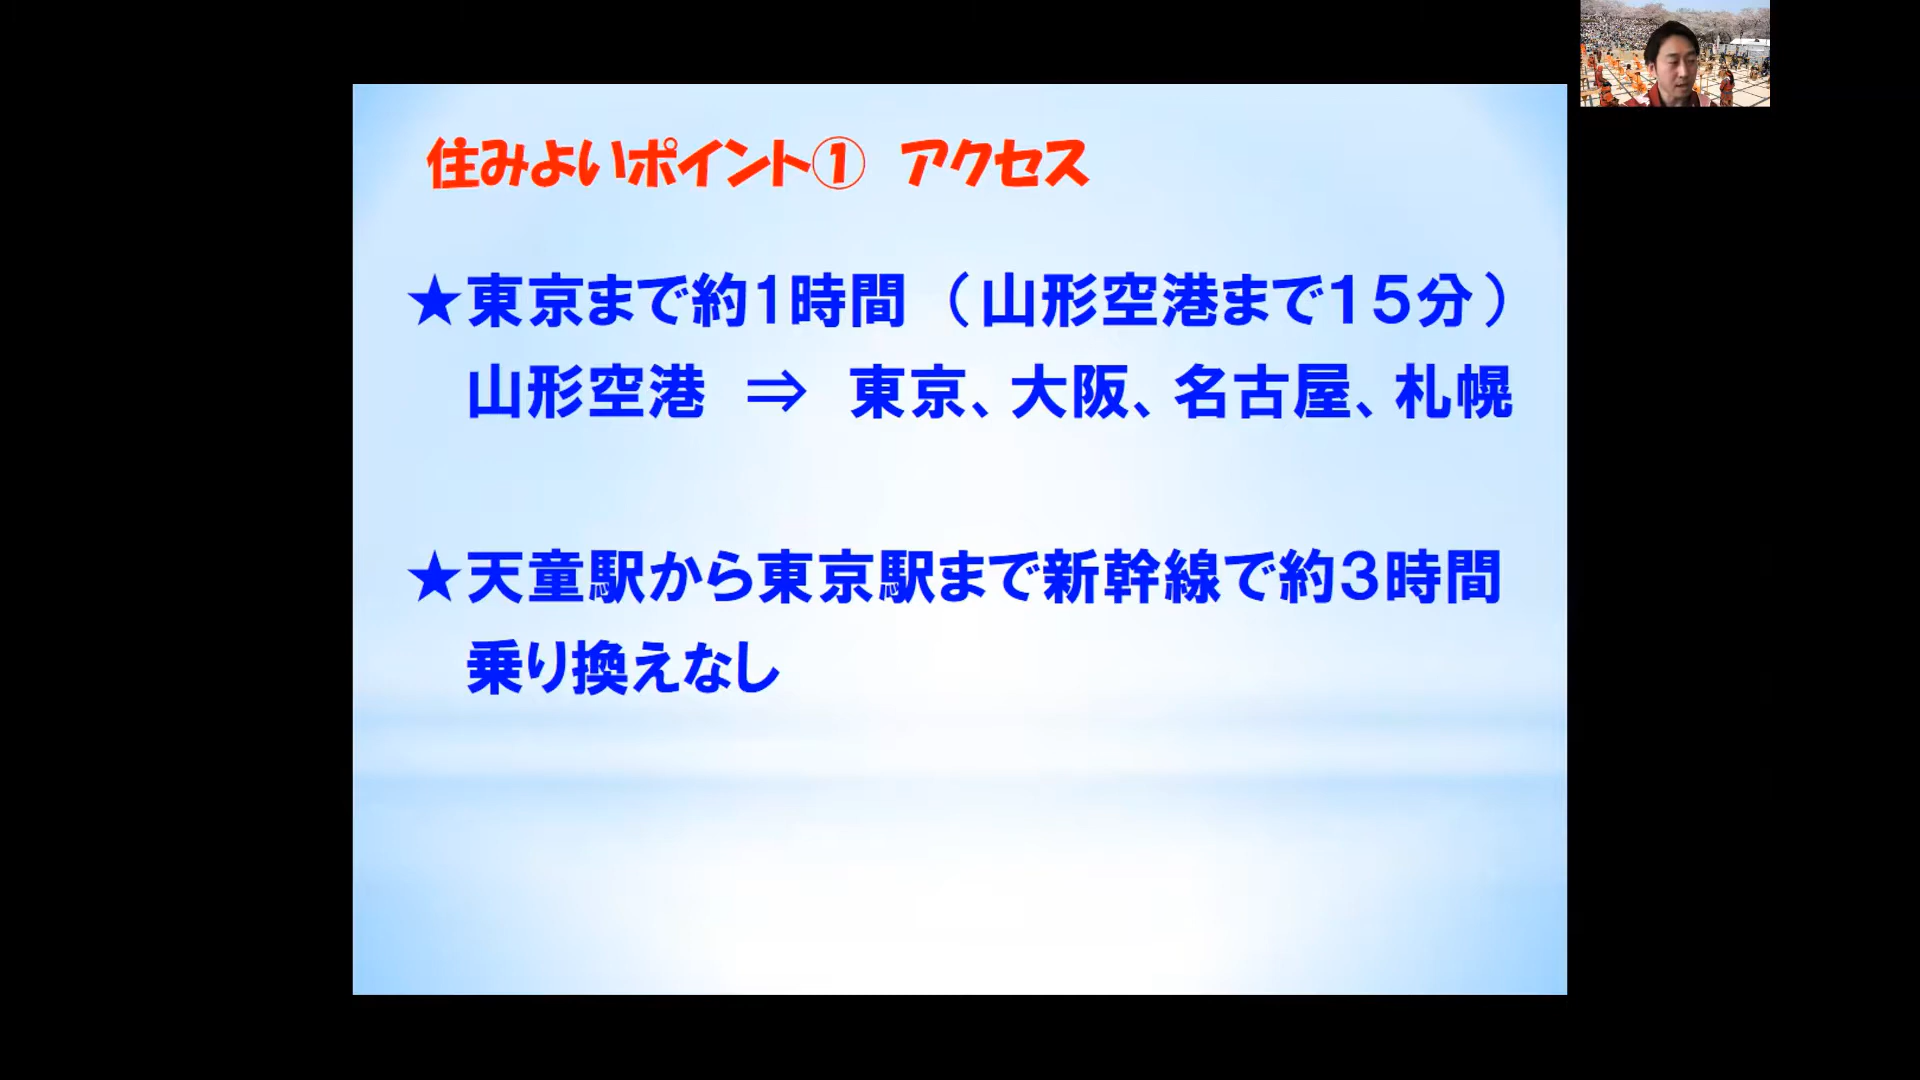 住みよいポイント① アクセス
★東京まで約1時間（山形空港まで15分）
山形空港 ⇒ 東京、大阪、名古屋、札幌
★天童駅から東京駅まで新幹線で約3時間
乗り換えなし